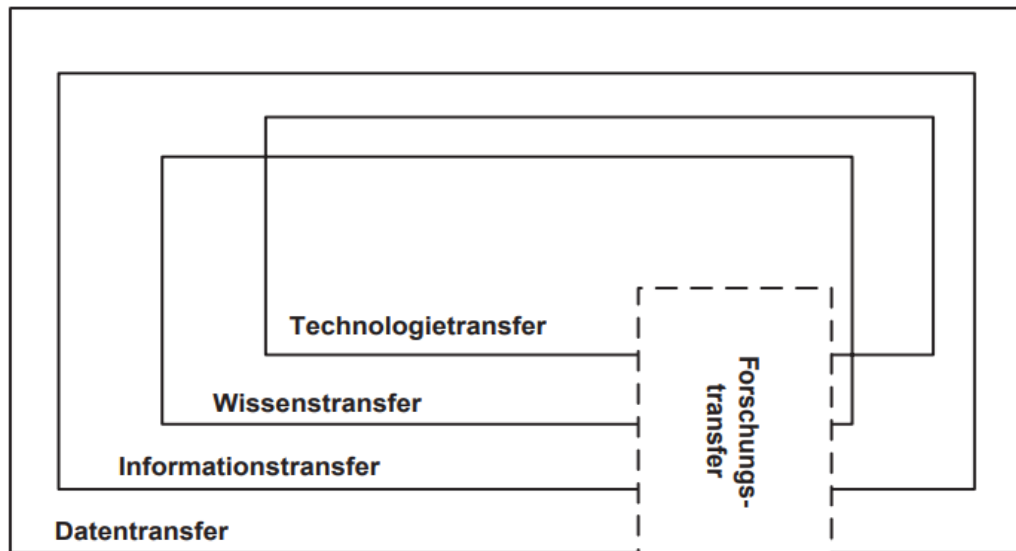 Technologietransfer
Forschungs-
transfer
Wissenstransfer
Informationstransfer
Datentransfer